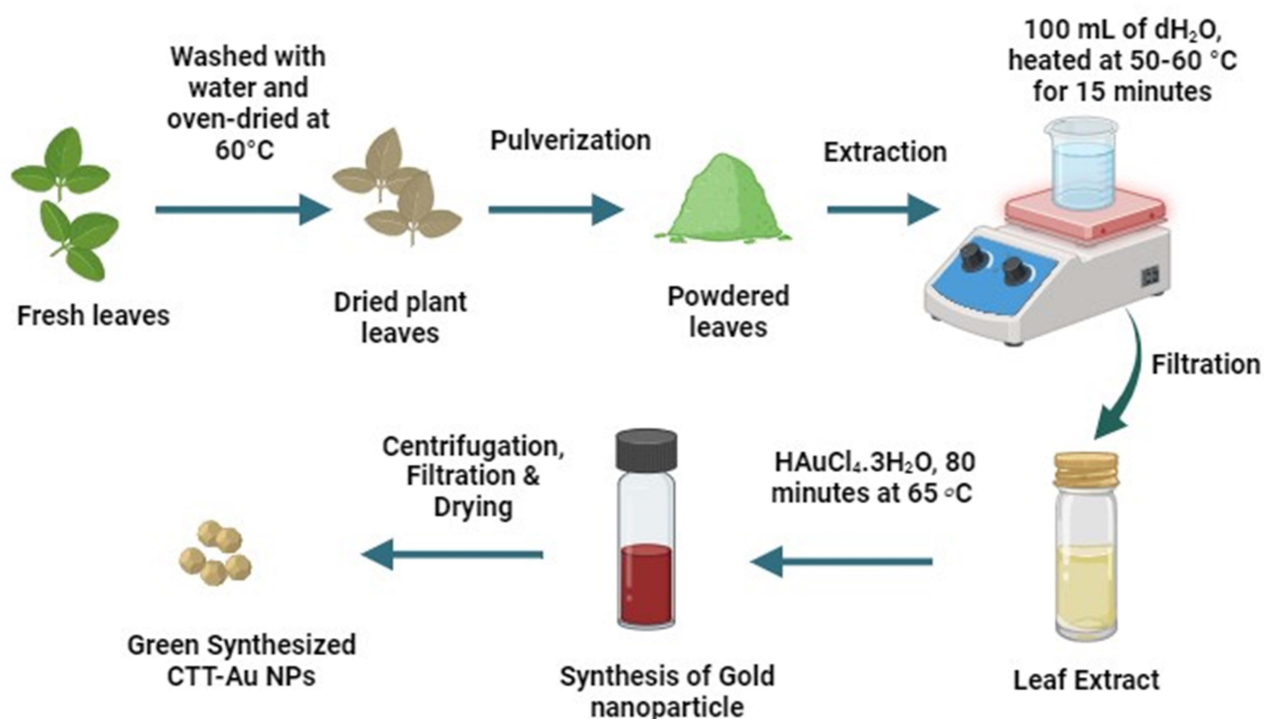 Washed with
water and
oven-dried at
60°C
Fresh leaves
Dried plant
leaves
Pulverization
Powdered
leaves
Extraction
100 mL of dH₂O,
heated at 50-60 °C
for 15 minutes
Filtration
Leaf Extract
HAuCl₄.3H₂O, 80
minutes at 65 °C
Synthesis of Gold
nanoparticle
Centrifugation,
Filtration &
Drying
Green Synthesized
CTT-Au NPs